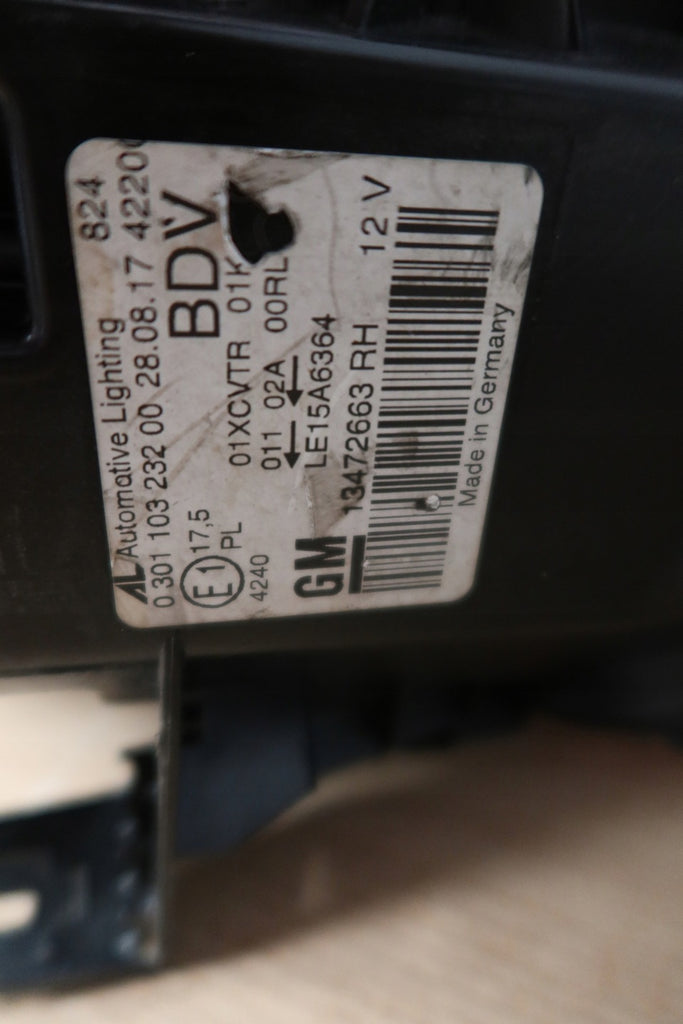 AL Automotive Lighting 824
0 301 103 232 00 28.08.17 4220
E1 17,5 BDV
PL
4240 01XCVTR 01K
011 02A 00RL
← ←
LE15A6364
GM 13472663 RH 12 V
Made in Germany